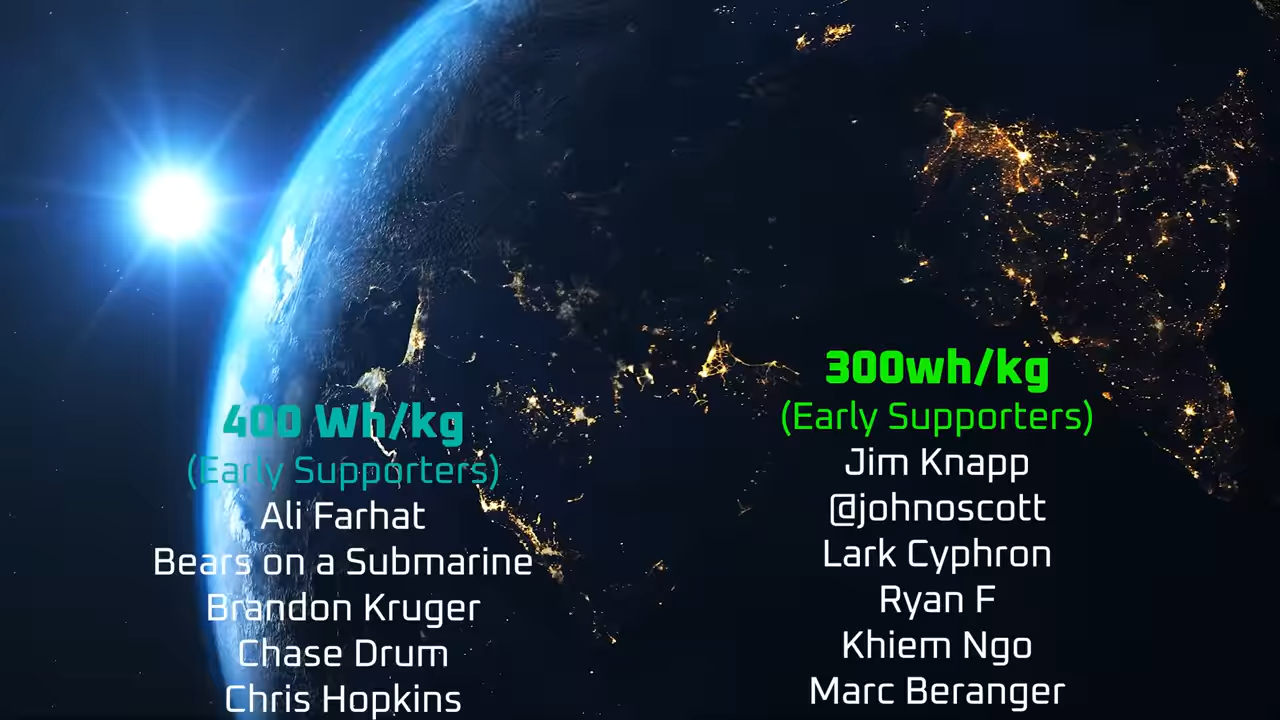 400 Wh/kg
(Early Supporters)
Ali Farhat
Bears on a Submarine
Brandon Kruger
Chase Drum
Chris Hopkins
300wh/kg
(Early Supporters)
Jim Knapp
@johnoscott
Lark Cyphron
Ryan F
Khiem Ngo
Marc Beranger